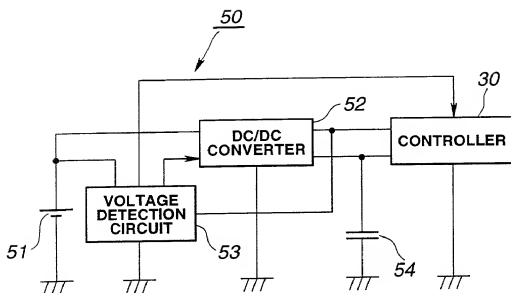 50
52
30
DC/DC
CONVERTER
CONTROLLER
VOLTAGE
DETECTION
CIRCUIT
51
53
54